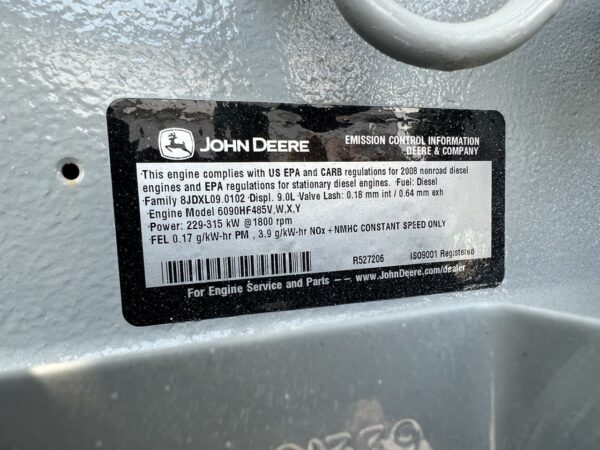 JOHN DEERE
EMISSION CONTROL INFORMATION
DEERE & COMPANY
This engine complies with US EPA and CARB regulations for 2008 nonroad diesel
engines and EPA regulations for stationary diesel engines. Fuel: Diesel
Family 8JDXL09.0102 Displ. 9.0L Valve Lash: 0.18 mm int / 0.64 mm exh
Engine Model 6090HF485V,W,X,Y
Power: 229-315 kW @1800 rpm
FEL 0.17 g/kW-hr PM , 3.9 g/kW-hr NOx + NMHC CONSTANT SPEED ONLY
R527206 ISO9001 Registered
For Engine Service and Parts -- www.JohnDeere.com/dealer